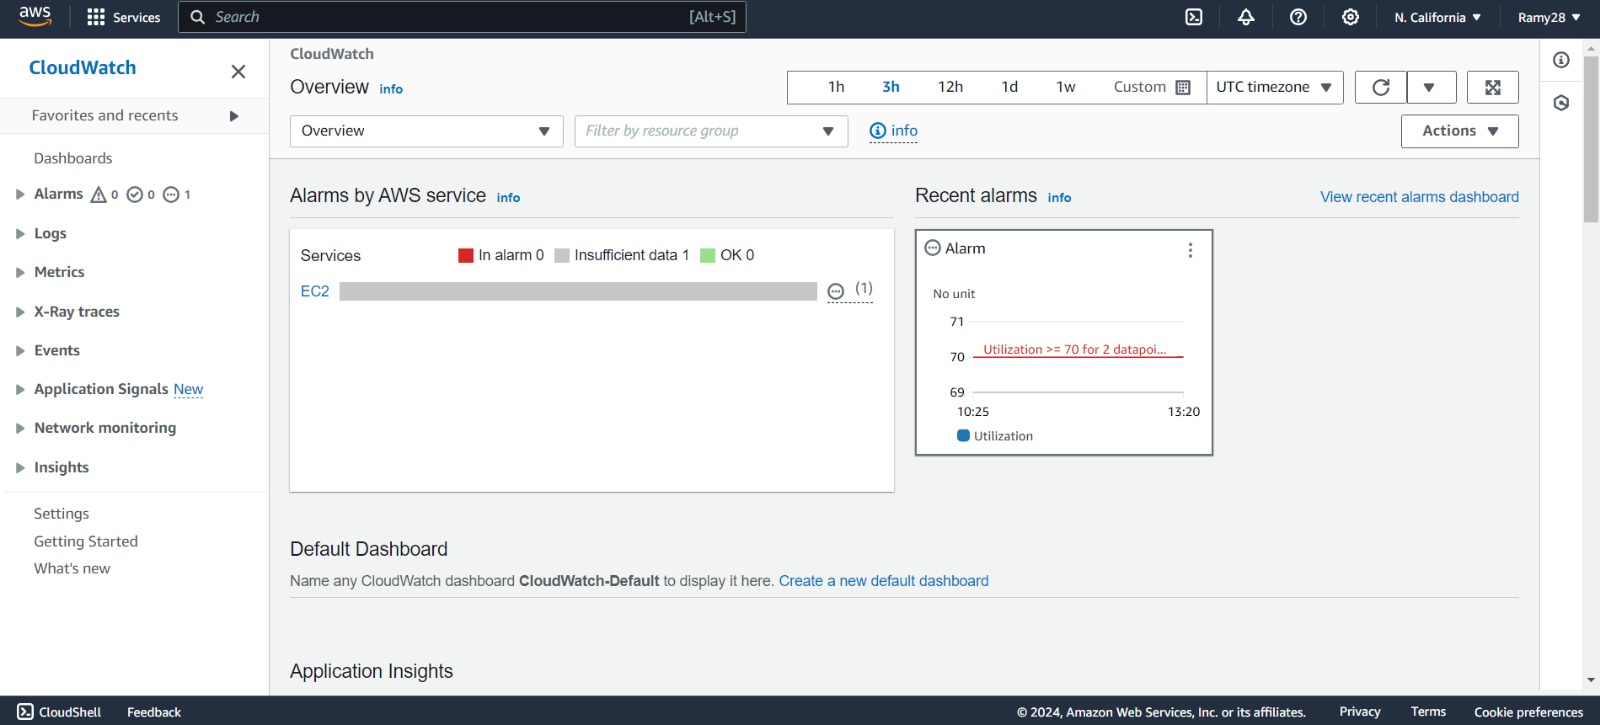 aws
Services
Search
[Alt+S]
N. California
Ramy28
CloudWatch
Favorites and recents
Dashboards
Alarms 0 0 1
Logs
Metrics
X-Ray traces
Events
Application Signals New
Network monitoring
Insights
Settings
Getting Started
What's new
CloudWatch
Overview info
1h 3h 12h 1d 1w Custom
UTC timezone
Overview
Filter by resource group
info
Actions
Alarms by AWS service info
Services
In alarm 0 Insufficient data 1 OK 0
EC2 (1)
Recent alarms info
View recent alarms dashboard
Alarm
No unit
71
Utilization >= 70 for 2 datapoi...
70
69
10:25 13:20
Utilization
Default Dashboard
Name any CloudWatch dashboard CloudWatch-Default to display it here. Create a new default dashboard
Application Insights
CloudShell Feedback
© 2024, Amazon Web Services, Inc. or its affiliates. Privacy Terms Cookie preferences